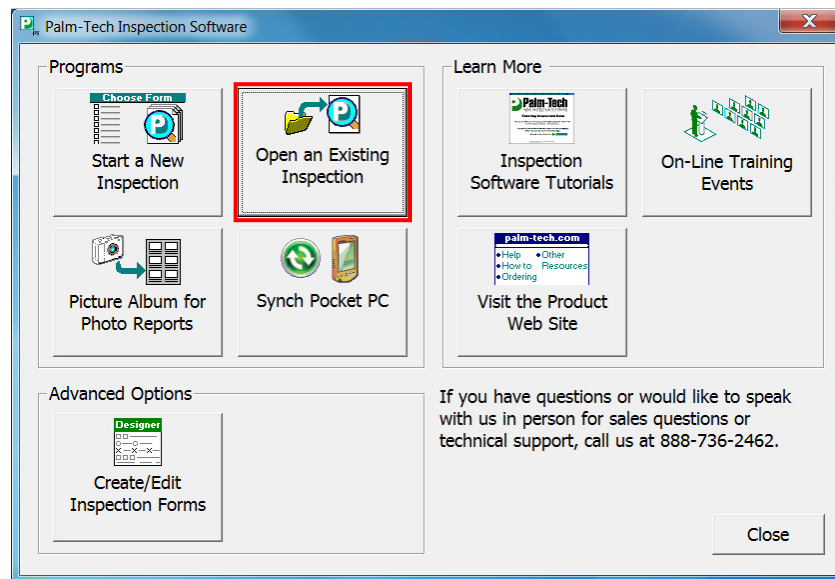 Palm-Tech Inspection Software
Programs
Choose Form
Start a New
Inspection
Open an Existing
Inspection
Picture Album for
Photo Reports
Synch Pocket PC
Learn More
Palm-Tech
Inspection
Software Tutorials
On-Line Training
Events
palm-tech.com
•Help •Other
•How to Resources
•Ordering
Visit the Product
Web Site
Advanced Options
Designer
Create/Edit
Inspection Forms
If you have questions or would like to speak
with us in person for sales questions or
technical support, call us at 888-736-2462.
Close